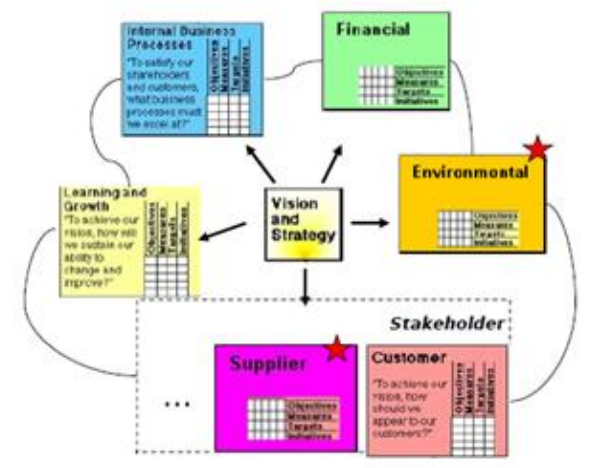 Internal Business
Processes
"To satisfy our
shareholders
and customers,
what business
processes must
we excel at?"
Objectives
Measures
Targets
Initiatives
Financial
Objectives
Measures
Targets
Initiatives
Environmontal
Objectives
Measures
Targets
Initiatives
Learning and
Growth
"To achieve our
vision, how will
we sustain our
ability to
change and
improve?"
Objectives
Measures
Targets
Initiatives
Vision
and
Strategy
Stakeholder
...
Supplier
Objectives
Measures
Targets
Initiatives
Customer
"To achieve our
vision, how
should we
appear to our
customers?"
Objectives
Measures
Targets
Initiatives